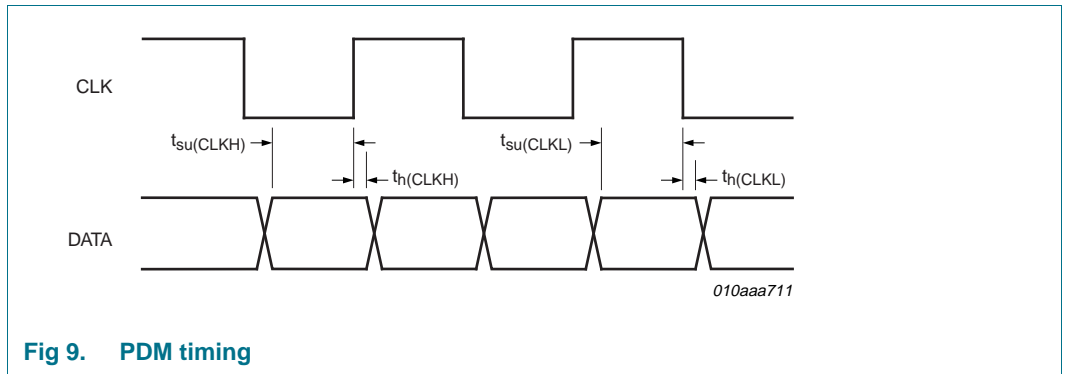 CLK
tsu(CLKH)
tsu(CLKL)
th(CLKH)
th(CLKL)
DATA
010aaa711
Fig 9. PDM timing